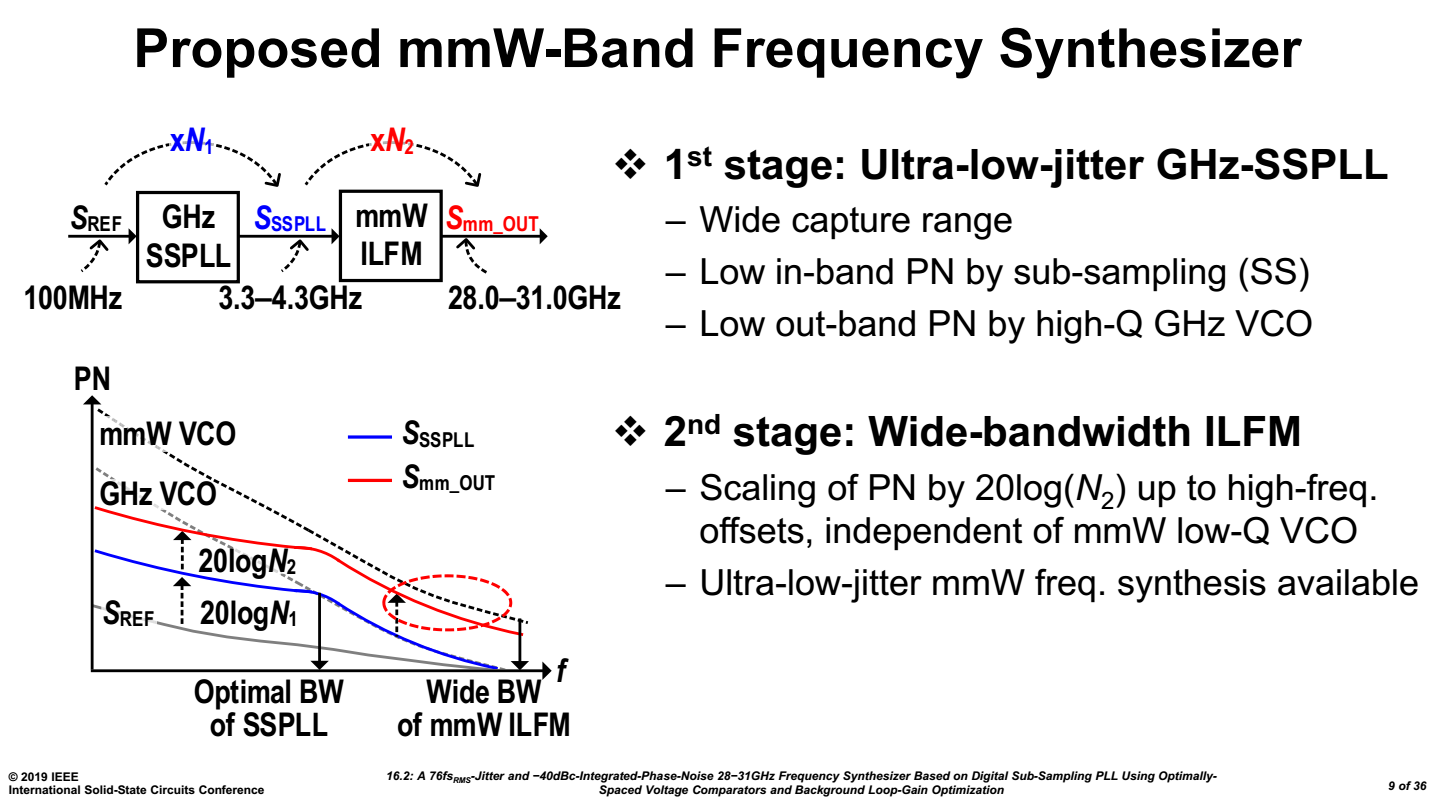 Proposed mmW-Band Frequency Synthesizer
xN1
xN2
SREF
GHz
SSPLL
SSSPLL
mmW
ILFM
Smm_OUT
100MHz
3.3–4.3GHz
28.0–31.0GHz
PN
mmW VCO
GHz VCO
SSSPLL
Smm_OUT
20logN2
SREF
20logN1
f
Optimal BW
of SSPLL
Wide BW
of mmW ILFM
❖ 1st stage: Ultra-low-jitter GHz-SSPLL
– Wide capture range
– Low in-band PN by sub-sampling (SS)
– Low out-band PN by high-Q GHz VCO
❖ 2nd stage: Wide-bandwidth ILFM
– Scaling of PN by 20log(N2) up to high-freq.
offsets, independent of mmW low-Q VCO
– Ultra-low-jitter mmW freq. synthesis available
© 2019 IEEE
International Solid-State Circuits Conference
16.2: A 76fsRMS-Jitter and −40dBc-Integrated-Phase-Noise 28−31GHz Frequency Synthesizer Based on Digital Sub-Sampling PLL Using Optimally-
Spaced Voltage Comparators and Background Loop-Gain Optimization
9 of 36